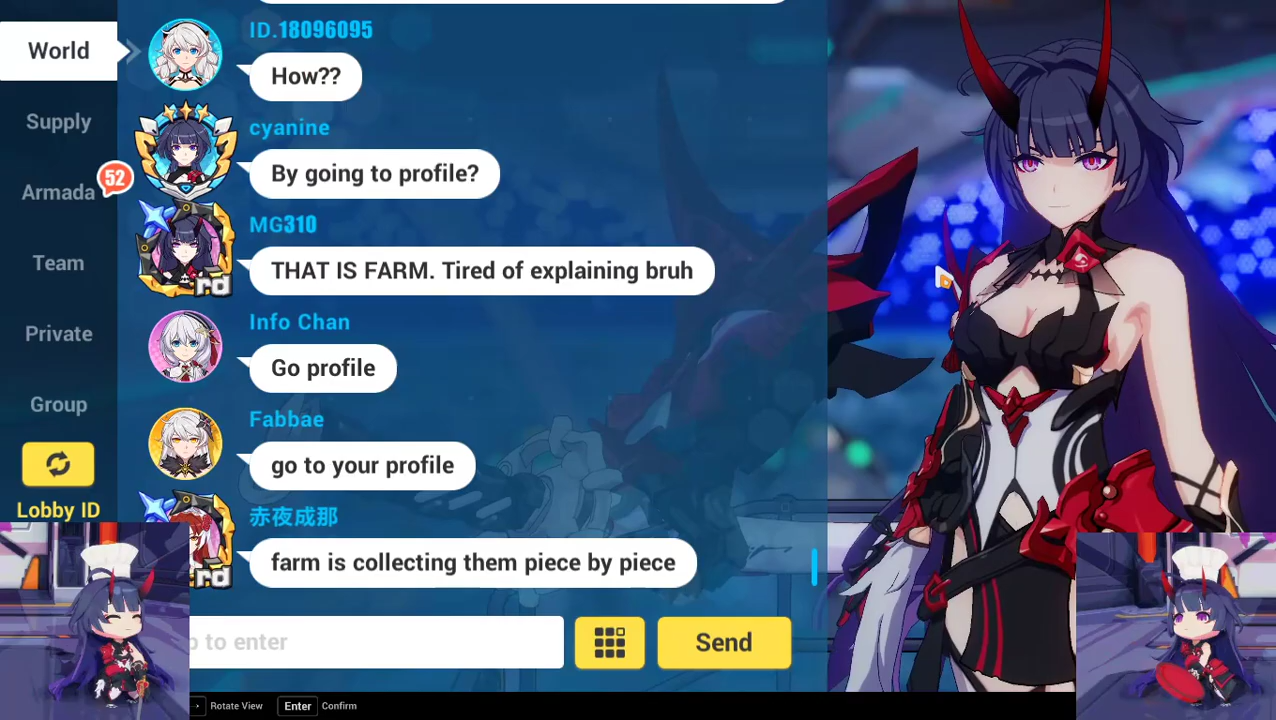 World
ID.18096095
How??
Supply
cyanine
By going to profile?
52
Armada
MG310
THAT IS FARM. Tired of explaining bruh
rd
Team
Info Chan
Go profile
Private
Fabbae
go to your profile
Group
Lobby ID
赤夜成那
farm is collecting them piece by piece
rd
to enter
Send
Rotate View
Enter
Confirm